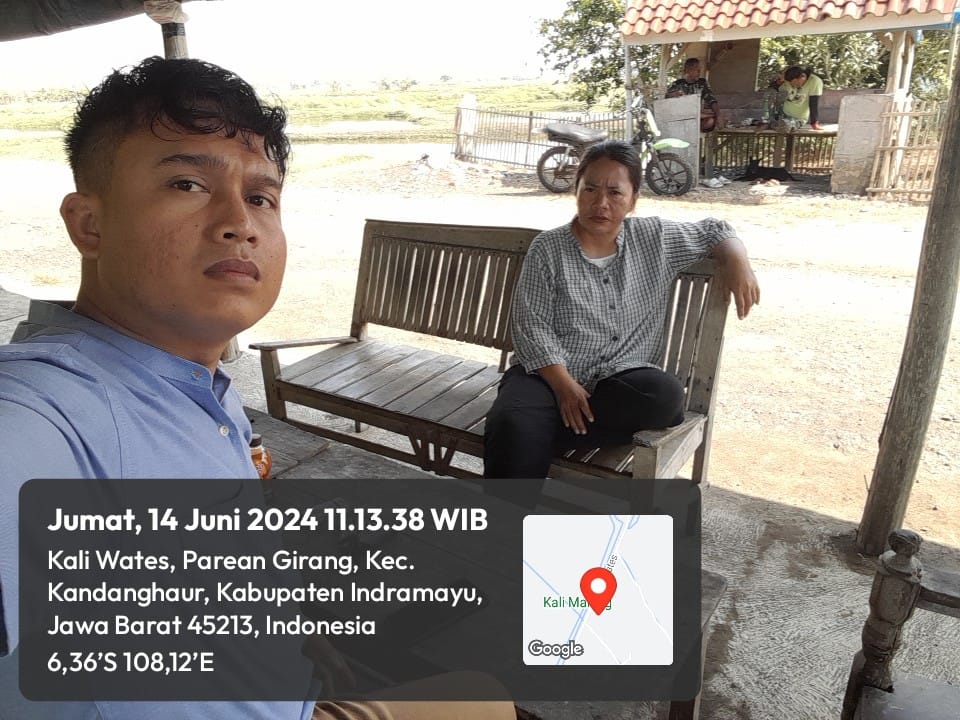 Jumat, 14 Juni 2024 11.13.38 WIB
Kali Wates, Parean Girang, Kec.
Kandanghaur, Kabupaten Indramayu,
Jawa Barat 45213, Indonesia
6,36'S 108,12'E
Kali
Google